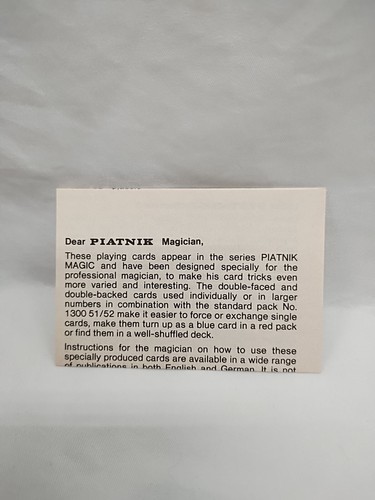 Dear PIATNIK Magician,
These playing cards appear in the series PIATNIK
MAGIC and have been designed specially for the
professional magician, to make his card tricks even
more varied and interesting. The double-faced and
double-backed cards used individually or in larger
numbers in combination with the standard pack No.
1300 51/52 make it easier to force or exchange single
cards, make them turn up as a blue card in a red pack
or find them in a well-shuffled deck.
Instructions for the magician on how to use these
specially produced cards are available in a wide range
of publications in both English and German. It is not